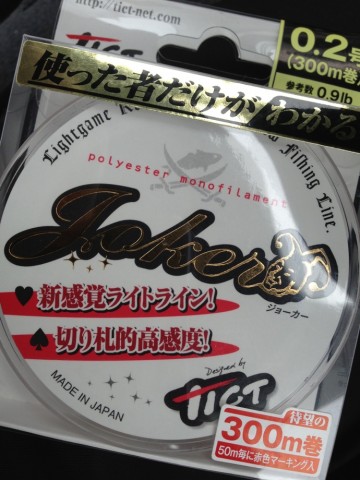 http://tict-net.com/
TICT
0.2号
(300m巻
参考数 0.9lb
使った者だけがわかる
Lightgame
Fishing Line.
polyester monofilament
Joker
ジョーカー
新感覚ライトライン!
切り札的高感度!
Designed by
TICT
MADE IN JAPAN
待望の
300m巻
50m毎に赤色マーキング入